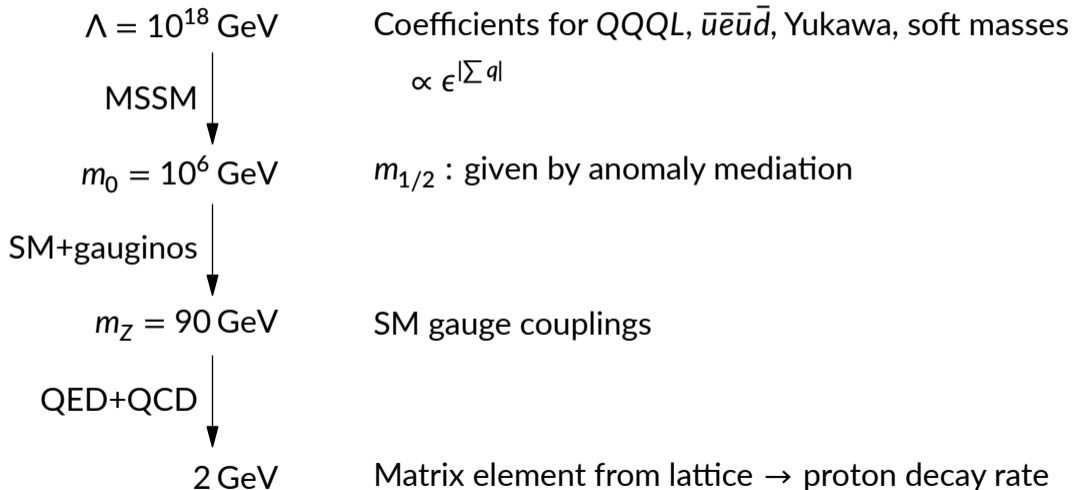 Λ = 10¹⁸ GeV Coefficients for QQQL, ūēūd̄, Yukawa, soft masses
∝ ϵ^|∑ q|
MSSM
m₀ = 10⁶ GeV m₁/₂ : given by anomaly mediation
SM+gauginos
m_Z = 90 GeV SM gauge couplings
QED+QCD
2 GeV Matrix element from lattice → proton decay rate